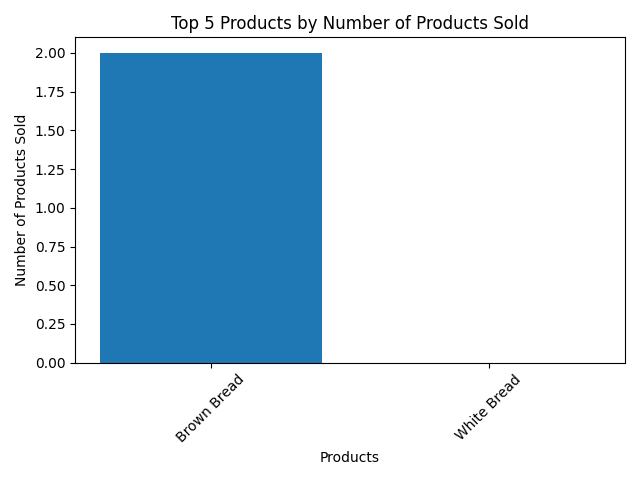 Top 5 Products by Number of Products Sold
Number of Products Sold
2.00
1.75
1.50
1.25
1.00
0.75
0.50
0.25
0.00
Brown Bread
White Bread
Products